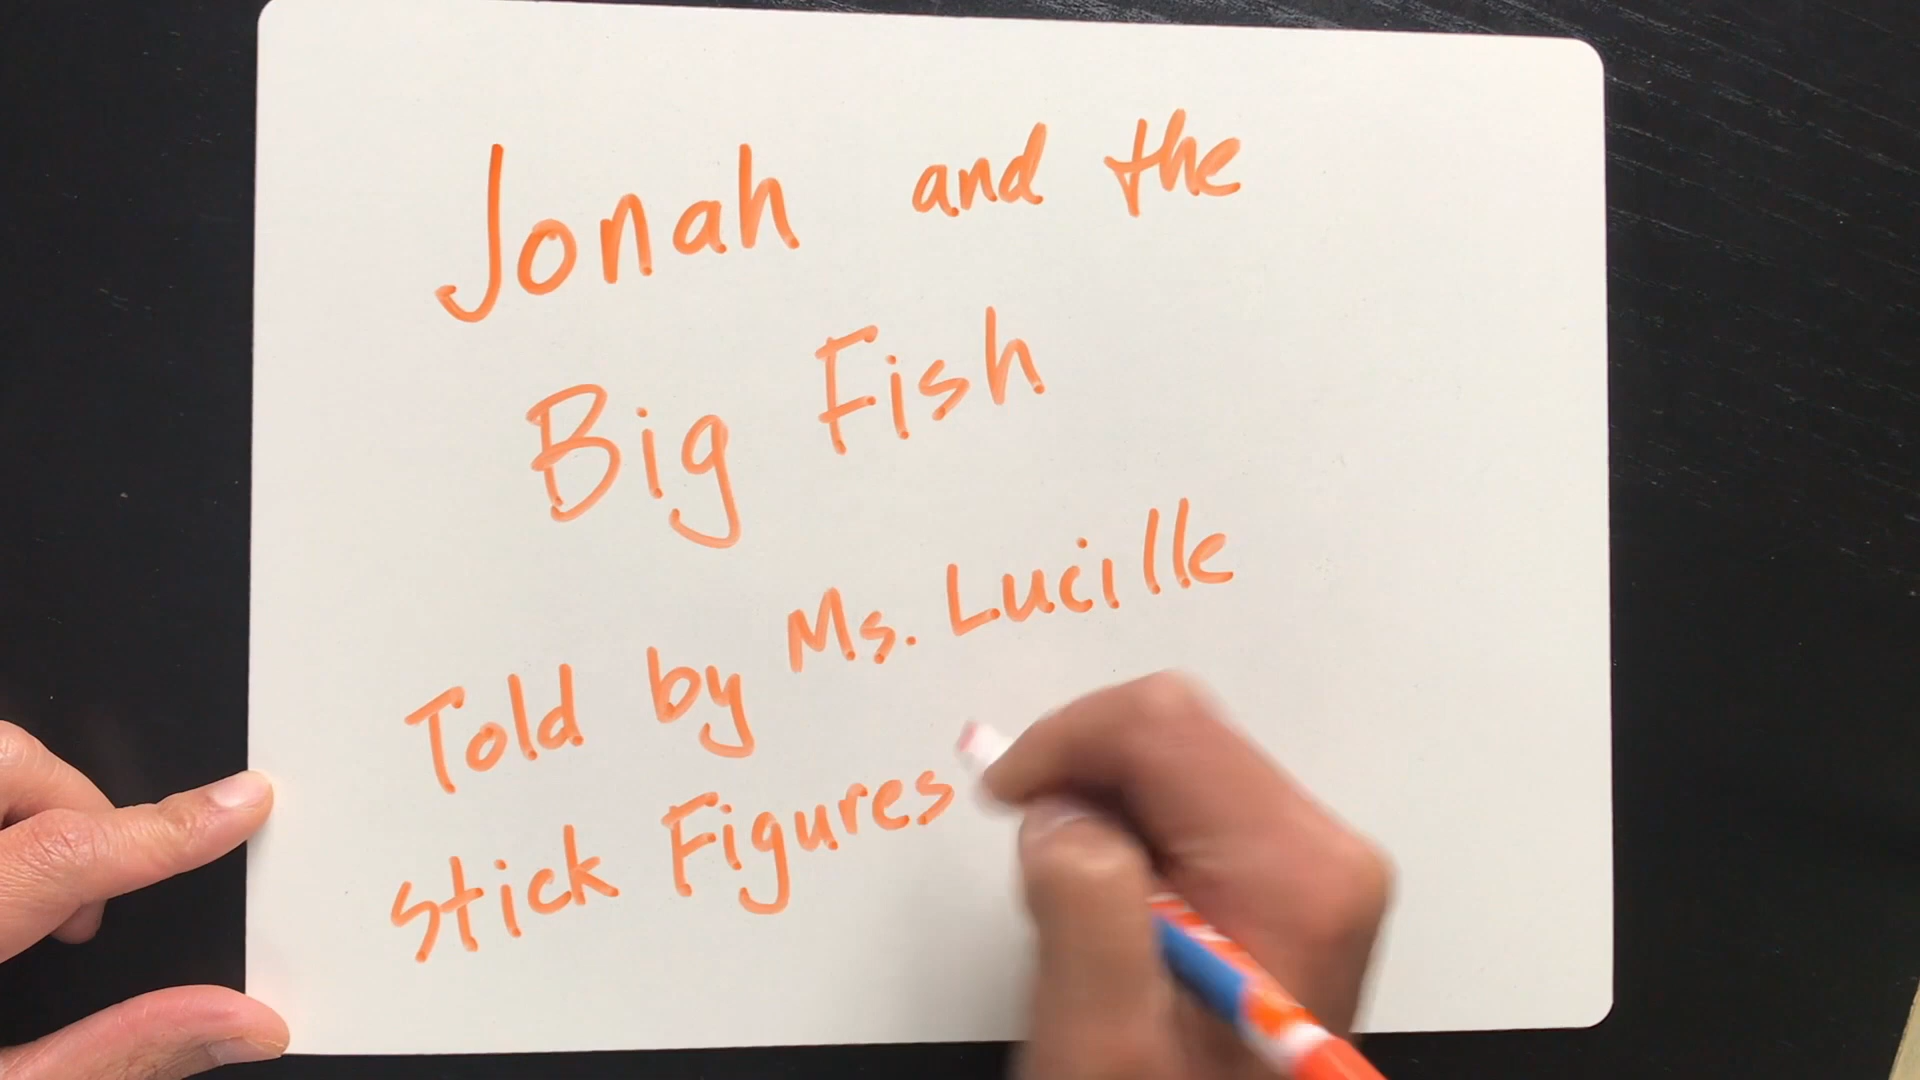 Jonah and the
Big Fish
Told by Ms. Lucille
Stick Figures